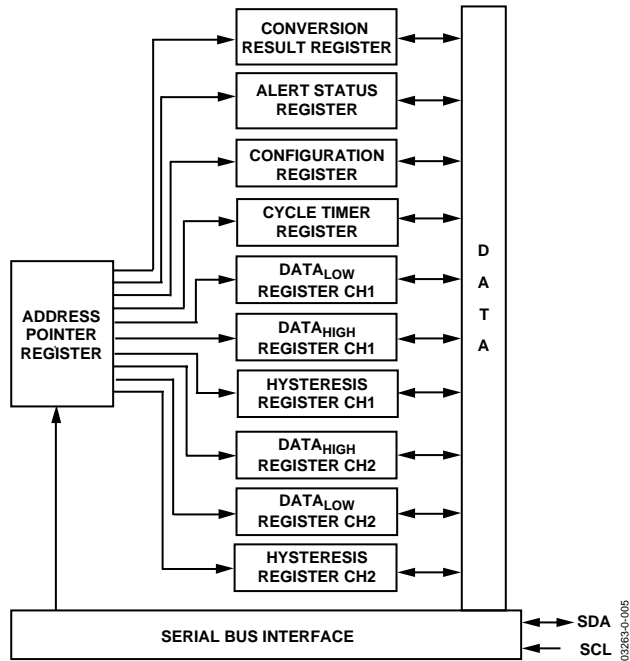 CONVERSION
RESULT REGISTER
ALERT STATUS
REGISTER
CONFIGURATION
REGISTER
CYCLE TIMER
REGISTER
DATALOW
REGISTER CH1
DATAHIGH
REGISTER CH1
HYSTERESIS
REGISTER CH1
DATAHIGH
REGISTER CH2
DATALOW
REGISTER CH2
HYSTERESIS
REGISTER CH2
ADDRESS
POINTER
REGISTER
D
A
T
A
SERIAL BUS INTERFACE
SDA
SCL
03263-0-005